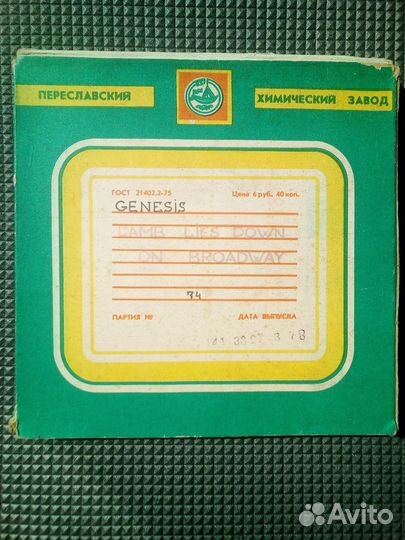 ПЕРЕСЛАВСКИЙ ХИМИЧЕСКИЙ ЗАВОД
ГОСТ 21402.2-75 Цена 6 руб. 40 коп.
GENESIS
LAMB LIES DOWN
ON BROADWAY
74
ПАРТИЯ № ДАТА ВЫПУСКА
Avito